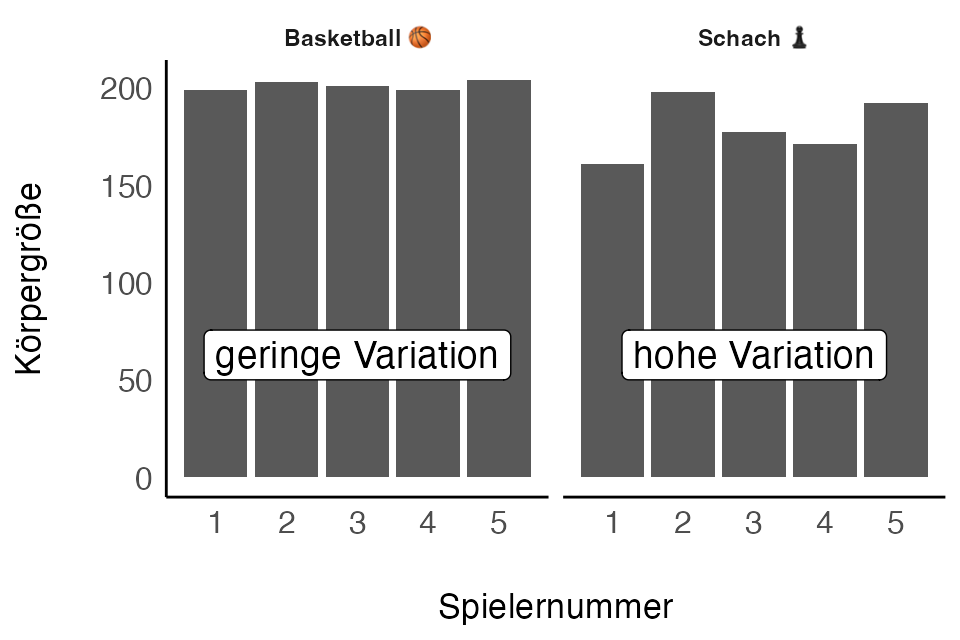 Basketball 🏀
Schach ♟
Körpergröße
200
150
100
50
0
geringe Variation
hohe Variation
1 2 3 4 5
1 2 3 4 5
Spielernummer